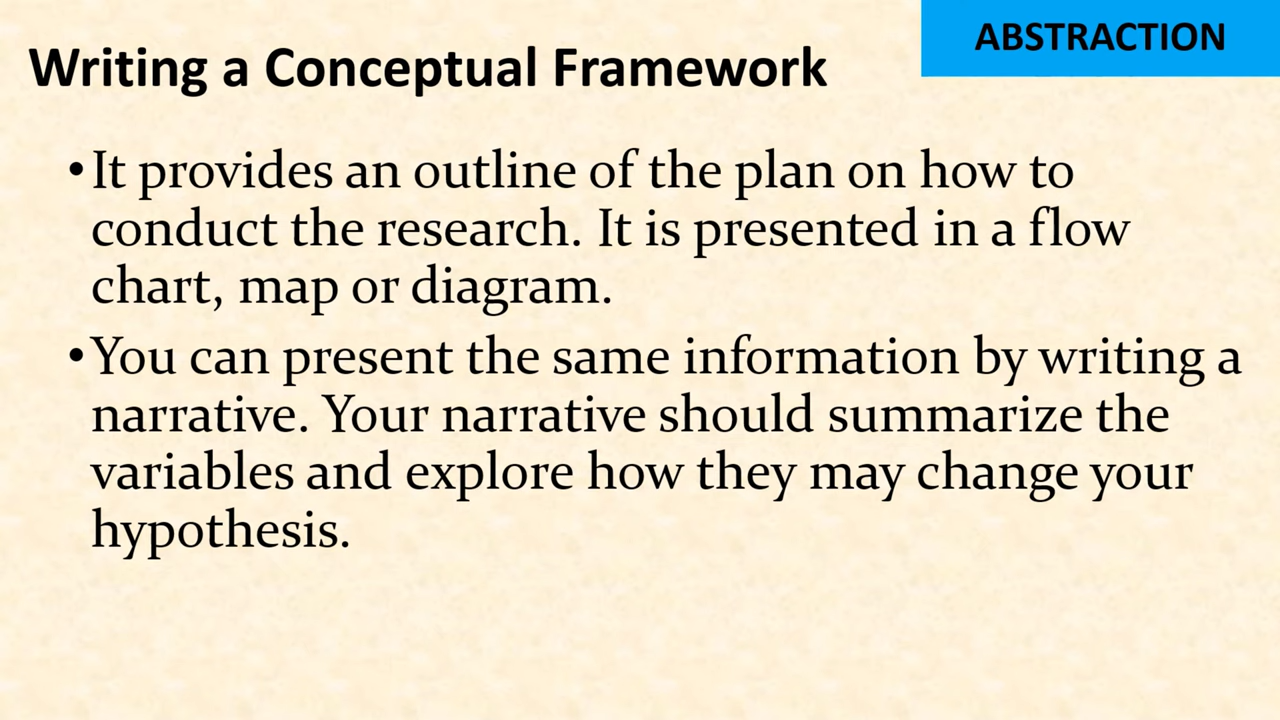 ABSTRACTION
Writing a Conceptual Framework
•It provides an outline of the plan on how to
conduct the research. It is presented in a flow
chart, map or diagram.
•You can present the same information by writing a
narrative. Your narrative should summarize the
variables and explore how they may change your
hypothesis.